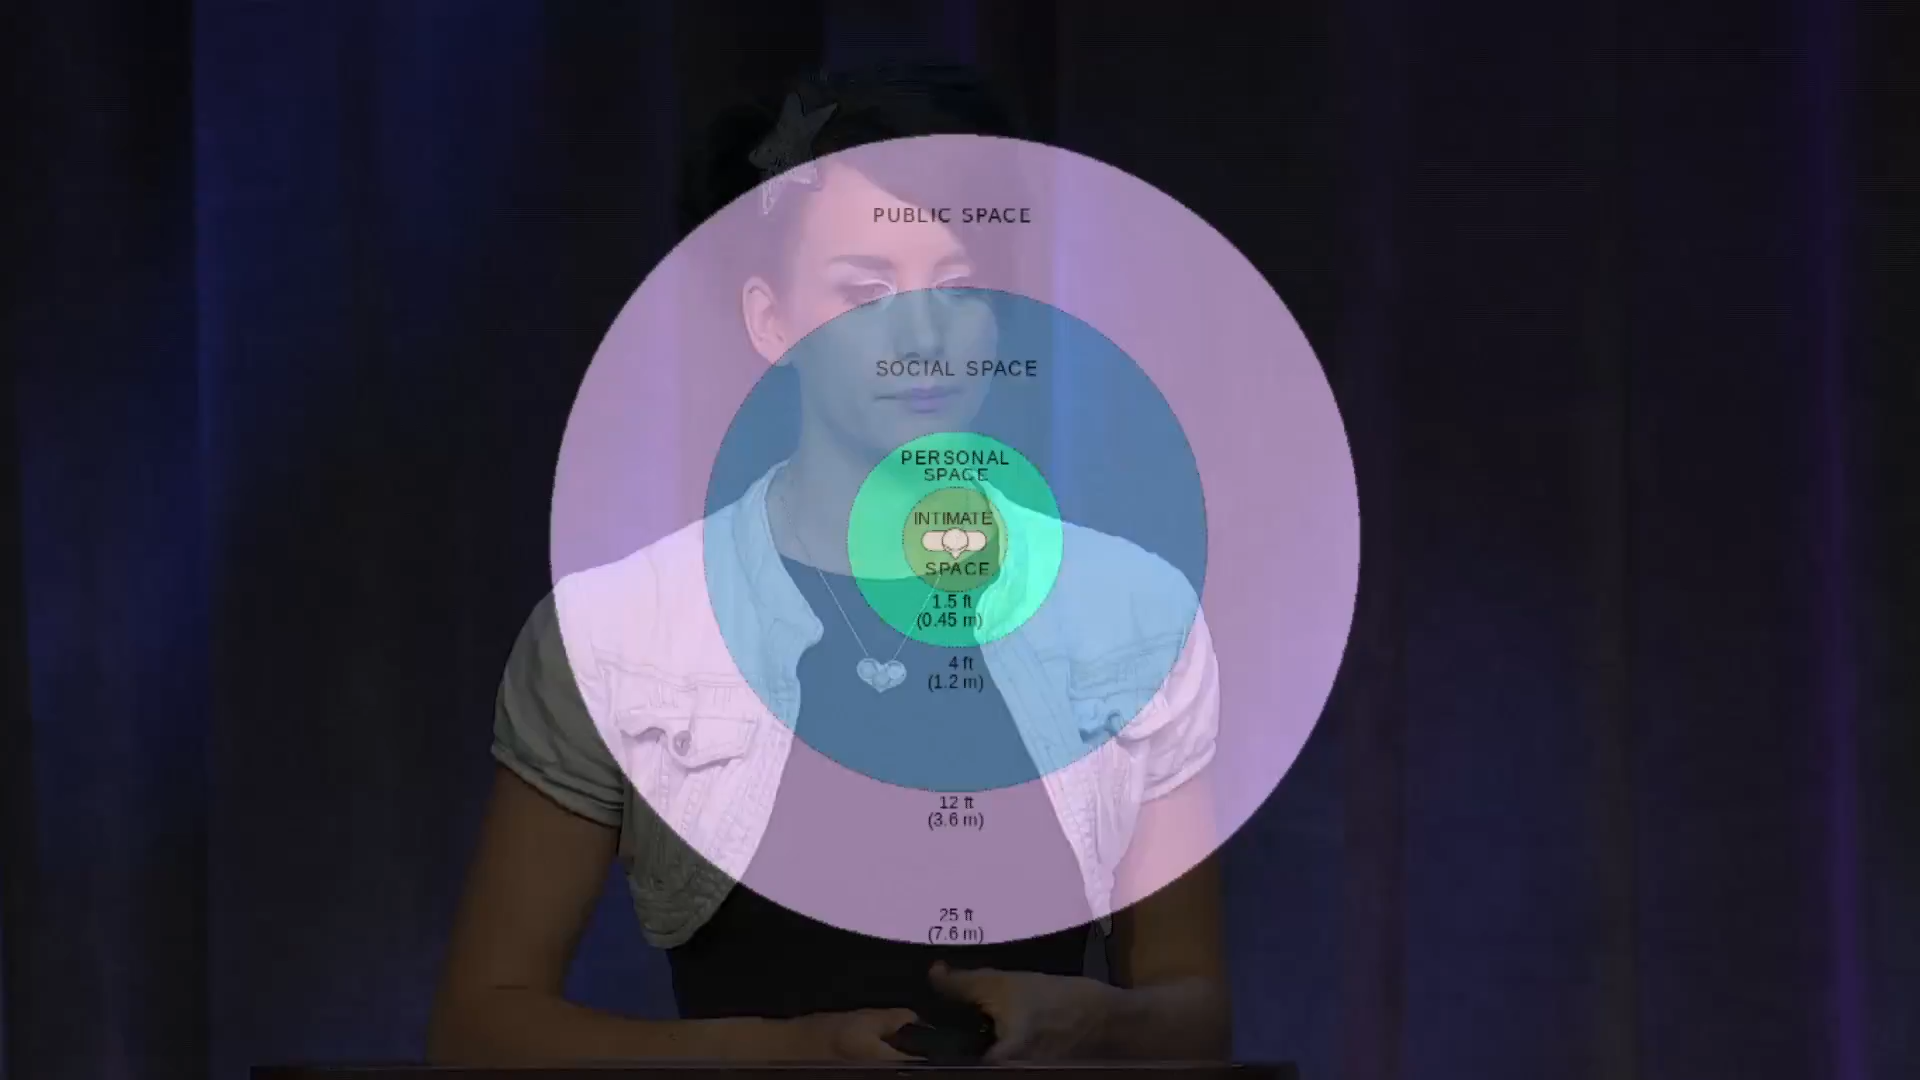 PUBLIC SPACE
SOCIAL SPACE
PERSONAL
SPACE
INTIMATE
SPACE
1.5 ft
(0.45 m)
4 ft
(1.2 m)
12 ft
(3.6 m)
25 ft
(7.6 m)